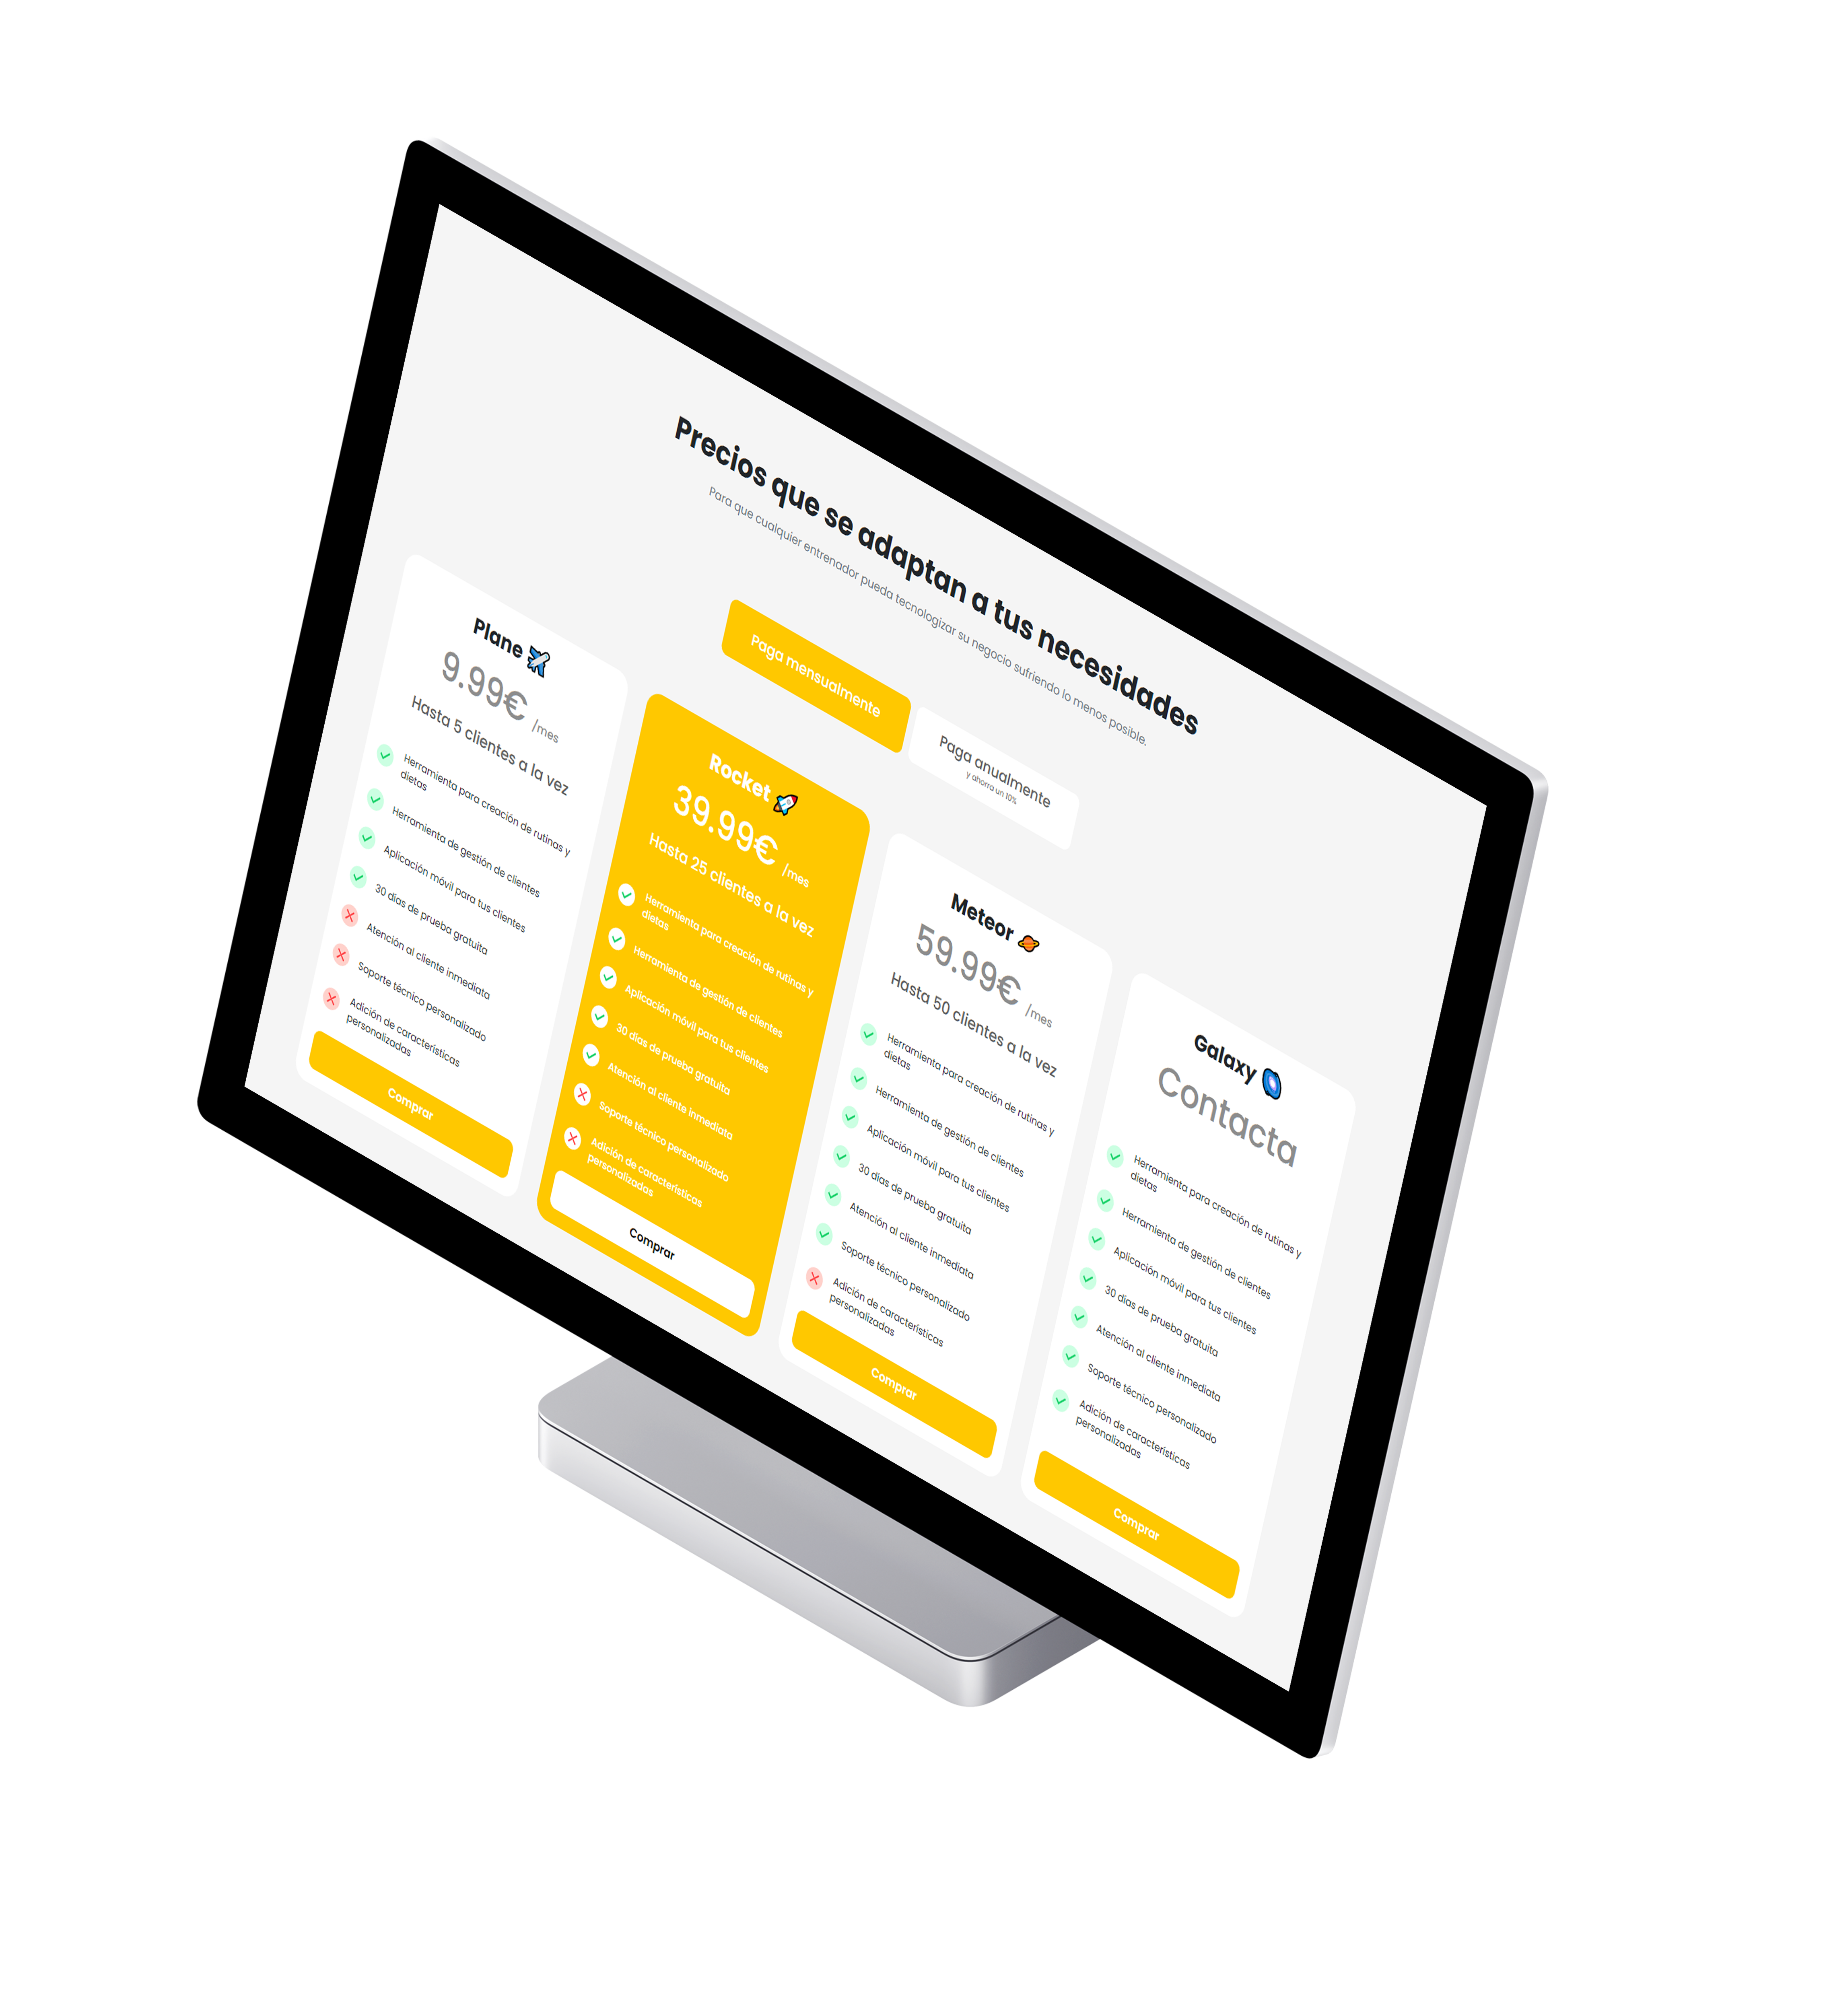 Precios que se adaptan a tus necesidades
Para que cualquier entrenador pueda tecnologizar su negocio sufriendo lo menos posible.
Paga mensualmente
Paga anualmente
y ahorra un 10%
Plane
9.99€ /mes
Hasta 5 clientes a la vez
Herramienta para creación de rutinas y
dietas
Herramienta de gestión de clientes
Aplicación móvil para tus clientes
30 días de prueba gratuita
Atención al cliente inmediata
Soporte técnico personalizado
Adición de características
personalizadas
Comprar
Rocket
39.99€ /mes
Hasta 25 clientes a la vez
Herramienta para creación de rutinas y
dietas
Herramienta de gestión de clientes
Aplicación móvil para tus clientes
30 días de prueba gratuita
Atención al cliente inmediata
Soporte técnico personalizado
Adición de características
personalizadas
Comprar
Meteor
59.99€ /mes
Hasta 50 clientes a la vez
Herramienta para creación de rutinas y
dietas
Herramienta de gestión de clientes
Aplicación móvil para tus clientes
30 días de prueba gratuita
Atención al cliente inmediata
Soporte técnico personalizado
Adición de características
personalizadas
Comprar
Galaxy
Contacta
Herramienta para creación de rutinas y
dietas
Herramienta de gestión de clientes
Aplicación móvil para tus clientes
30 días de prueba gratuita
Atención al cliente inmediata
Soporte técnico personalizado
Adición de características
personalizadas
Comprar